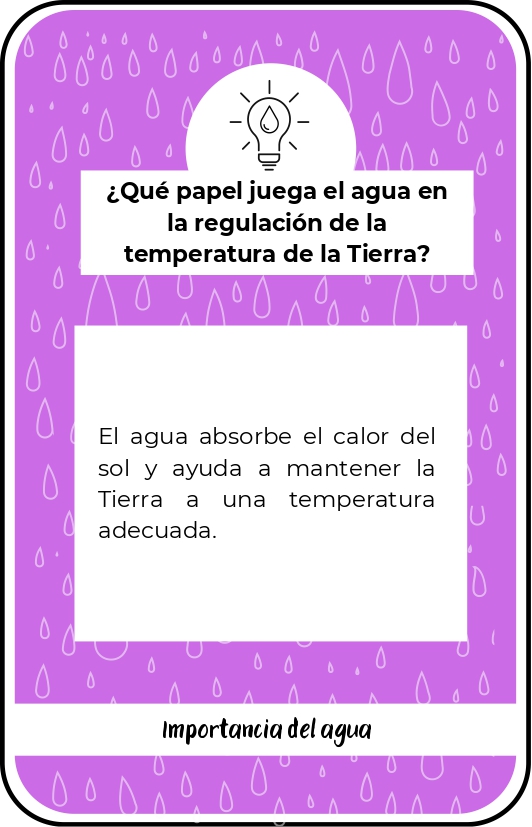 ¿Qué papel juega el agua en
la regulación de la
temperatura de la Tierra?
El agua absorbe el calor del
sol y ayuda a mantener la
Tierra a una temperatura
adecuada.
Importancia del agua